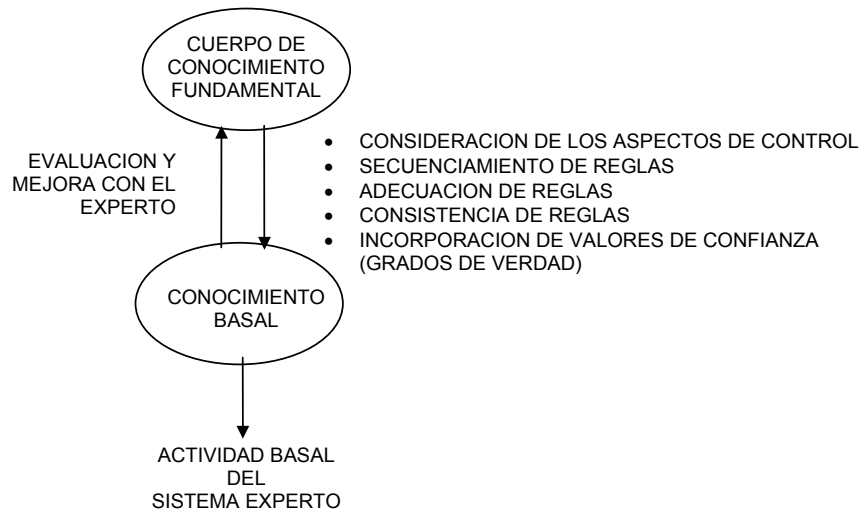 CUERPO DE
CONOCIMIENTO
FUNDAMENTAL
EVALUACION Y
MEJORA CON EL
EXPERTO
• CONSIDERACION DE LOS ASPECTOS DE CONTROL
• SECUENCIAMIENTO DE REGLAS
• ADECUACION DE REGLAS
• CONSISTENCIA DE REGLAS
• INCORPORACION DE VALORES DE CONFIANZA
(GRADOS DE VERDAD)
CONOCIMIENTO
BASAL
ACTIVIDAD BASAL
DEL
SISTEMA EXPERTO